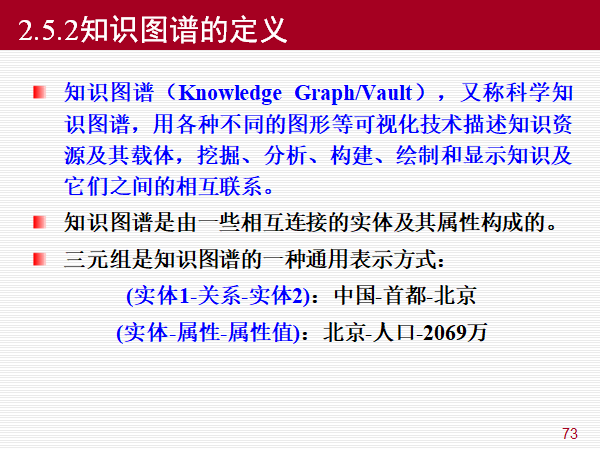 2.5.2知识图谱的定义
知识图谱（Knowledge Graph/Vault），又称科学知
识图谱，用各种不同的图形等可视化技术描述知识资
源及其载体，挖掘、分析、构建、绘制和显示知识及
它们之间的相互联系。
知识图谱是由一些相互连接的实体及其属性构成的。
三元组是知识图谱的一种通用表示方式：
(实体1-关系-实体2)：中国-首都-北京
(实体-属性-属性值)：北京-人口-2069万
73